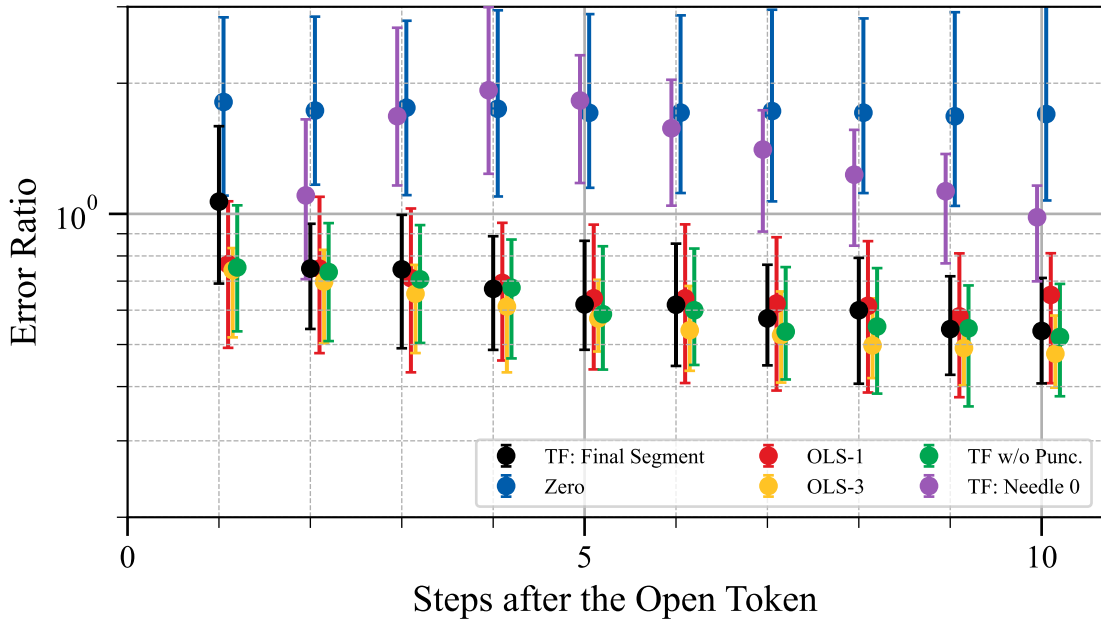 Error Ratio
10⁰
0
5
10
Steps after the Open Token
TF: Final Segment
Zero
OLS-1
OLS-3
TF w/o Punc.
TF: Needle 0